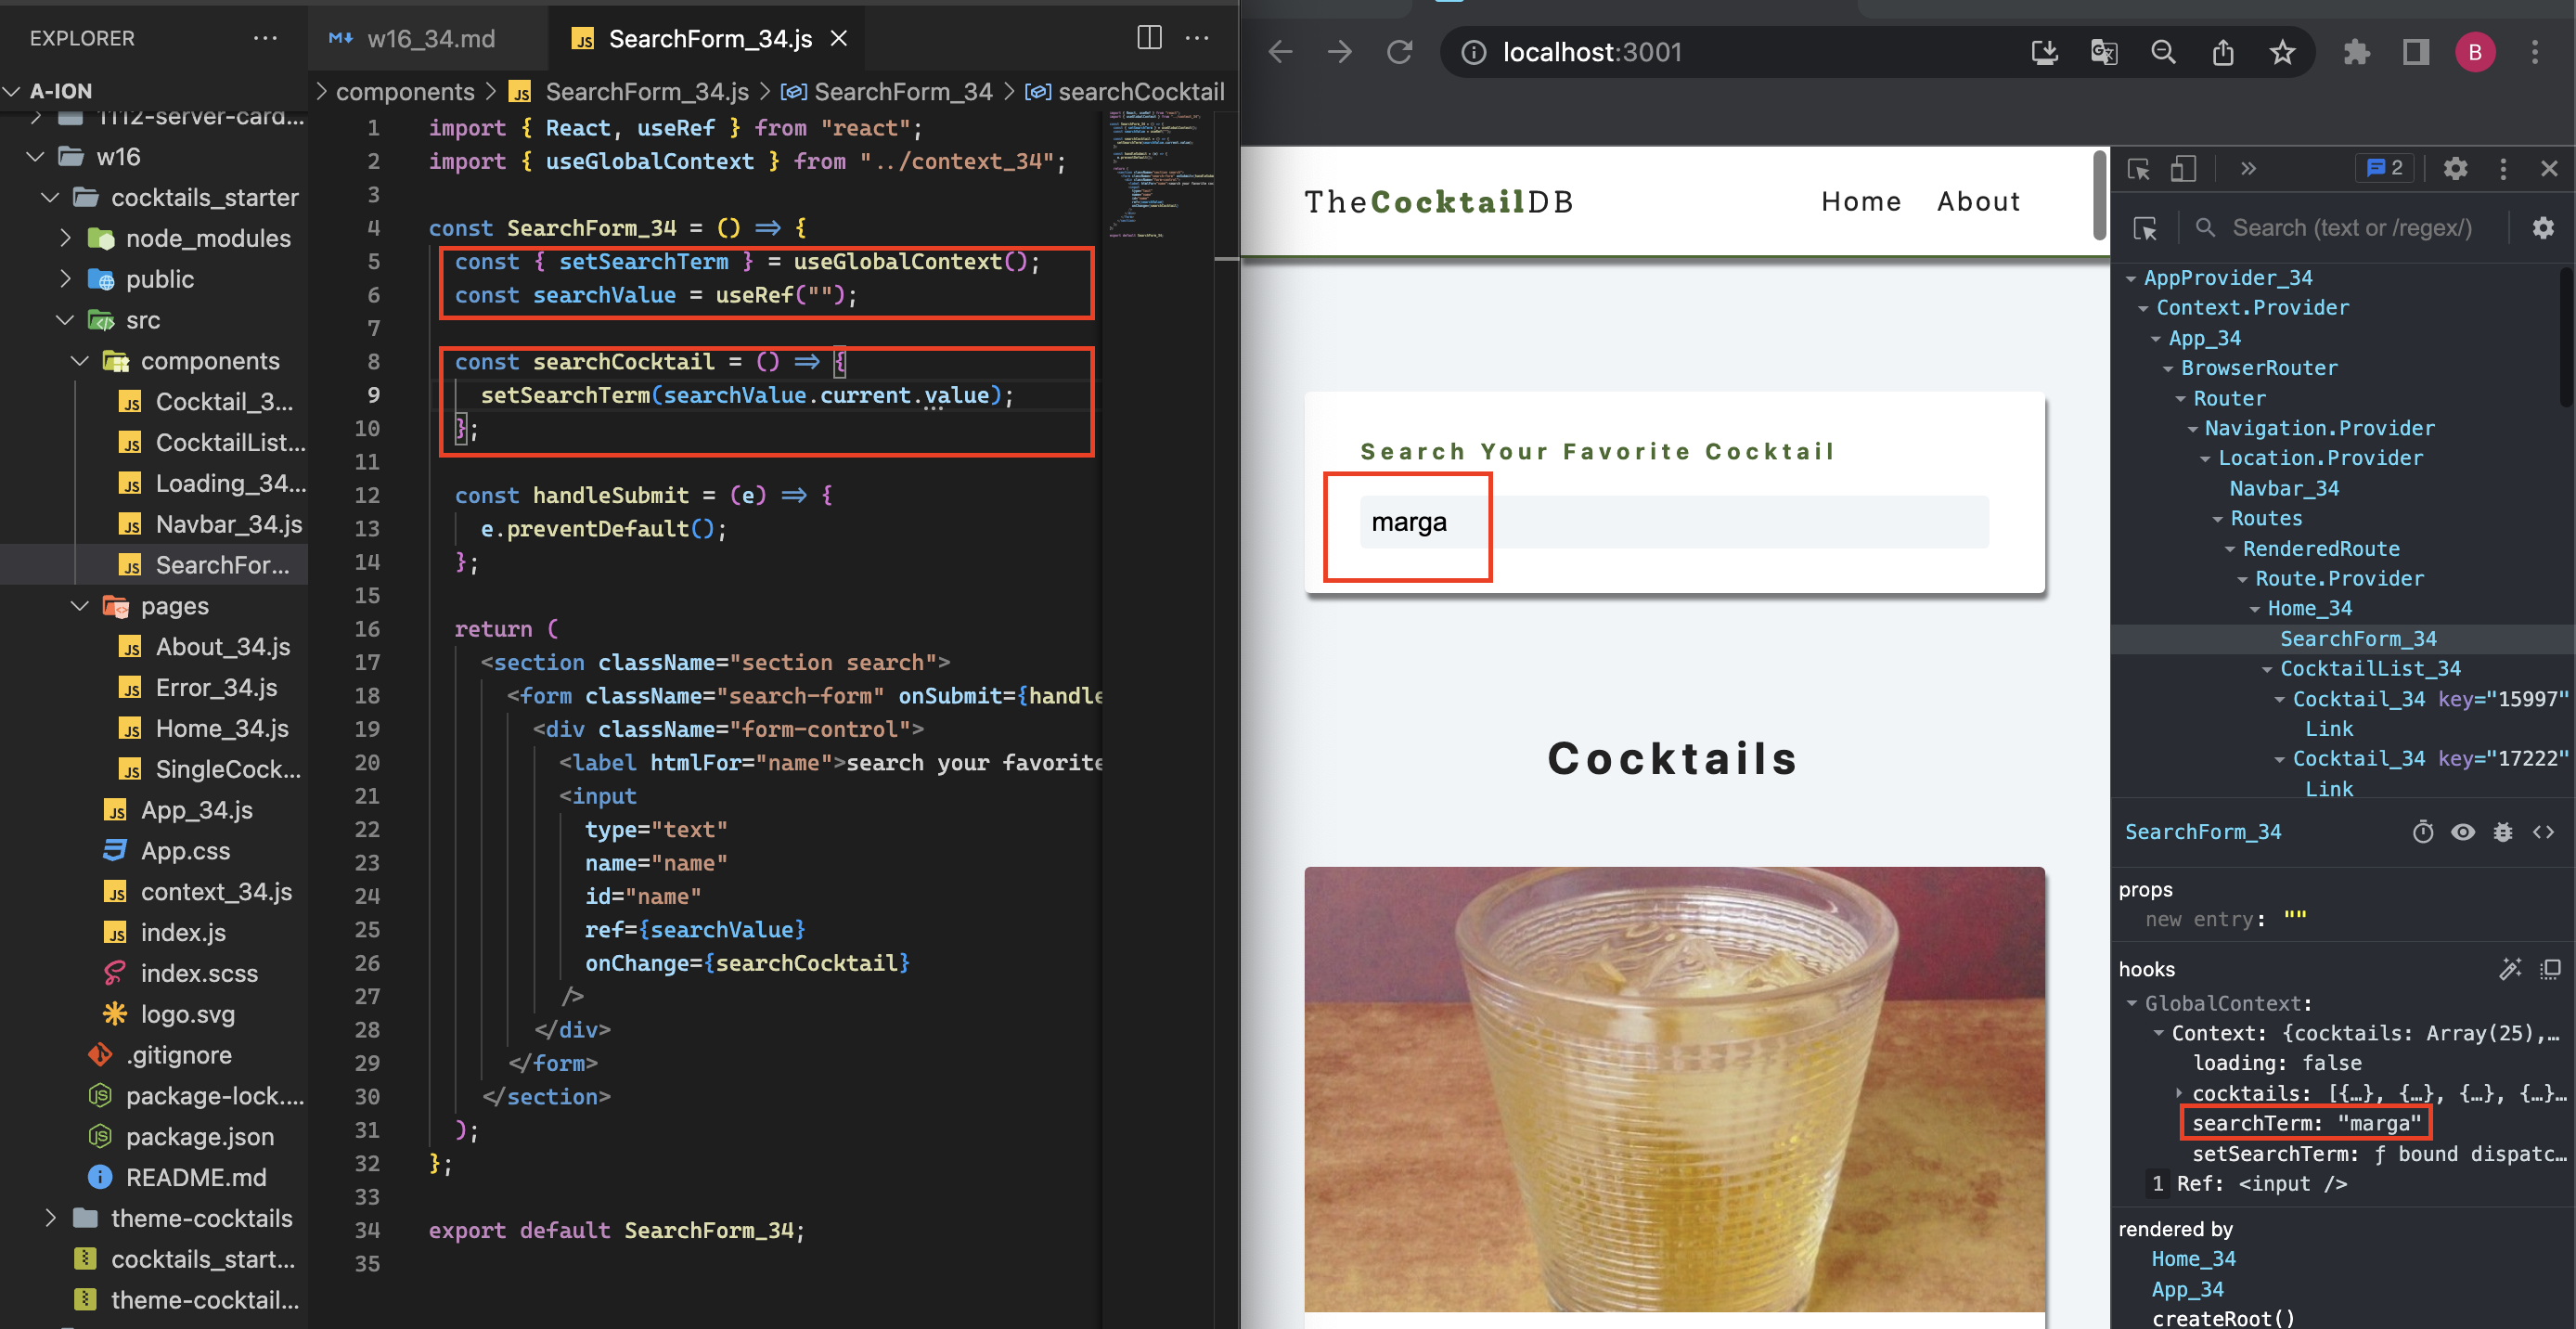 EXPLORER
A-ION
1112-server-card...
w16
cocktails_starter
node_modules
public
src
components
Cocktail_3...
CocktailList...
Loading_34...
Navbar_34.js
SearchFor...
pages
About_34.js
Error_34.js
Home_34.js
SingleCock...
App_34.js
App.css
context_34.js
index.js
index.scss
logo.svg
.gitignore
package-lock....
package.json
README.md
theme-cocktails
cocktails_start...
theme-cocktail...
w16_34.md
SearchForm_34.js
components > SearchForm_34.js > SearchForm_34 > searchCocktail
1 import { React, useRef } from "react";
2 import { useGlobalContext } from "../context_34";
3
4 const SearchForm_34 = () => {
5 const { setSearchTerm } = useGlobalContext();
6 const searchValue = useRef("");
7
8 const searchCocktail = () => {
9 setSearchTerm(searchValue.current.value);
10 };
11
12 const handleSubmit = (e) => {
13 e.preventDefault();
14 };
15
16 return (
17 <section className="section search">
18 <form className="search-form" onSubmit={handle
19 <div className="form-control">
20 <label htmlFor="name">search your favorite
21 <input
22 type="text"
23 name="name"
24 id="name"
25 ref={searchValue}
26 onChange={searchCocktail}
27 />
28 </div>
29 </form>
30 </section>
31 );
32 };
33
34 export default SearchForm_34;
35
localhost:3001
B
TheCocktailDB
Home About
Search Your Favorite Cocktail
marga
Cocktails
2
Search (text or /regex/)
AppProvider_34
Context.Provider
App_34
BrowserRouter
Router
Navigation.Provider
Location.Provider
Navbar_34
Routes
RenderedRoute
Route.Provider
Home_34
SearchForm_34
CocktailList_34
Cocktail_34 key="15997"
Link
Cocktail_34 key="17222"
Link
SearchForm_34
props
new entry: ""
hooks
GlobalContext:
Context: {cocktails: Array(25),…
loading: false
cocktails: [{…}, {…}, {…}, {…}…
searchTerm: "marga"
setSearchTerm: ƒ bound dispatc…
1 Ref: <input />
rendered by
Home_34
App_34
createRoot()